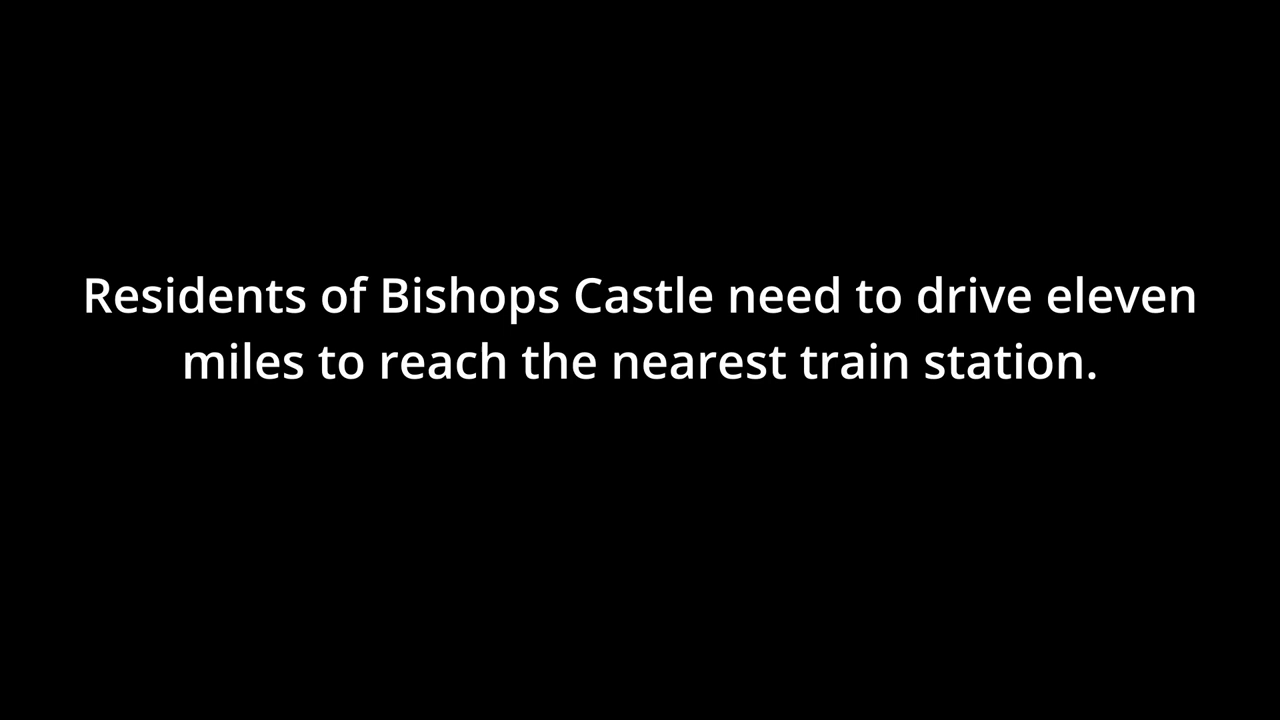 Residents of Bishops Castle need to drive eleven
miles to reach the nearest train station.